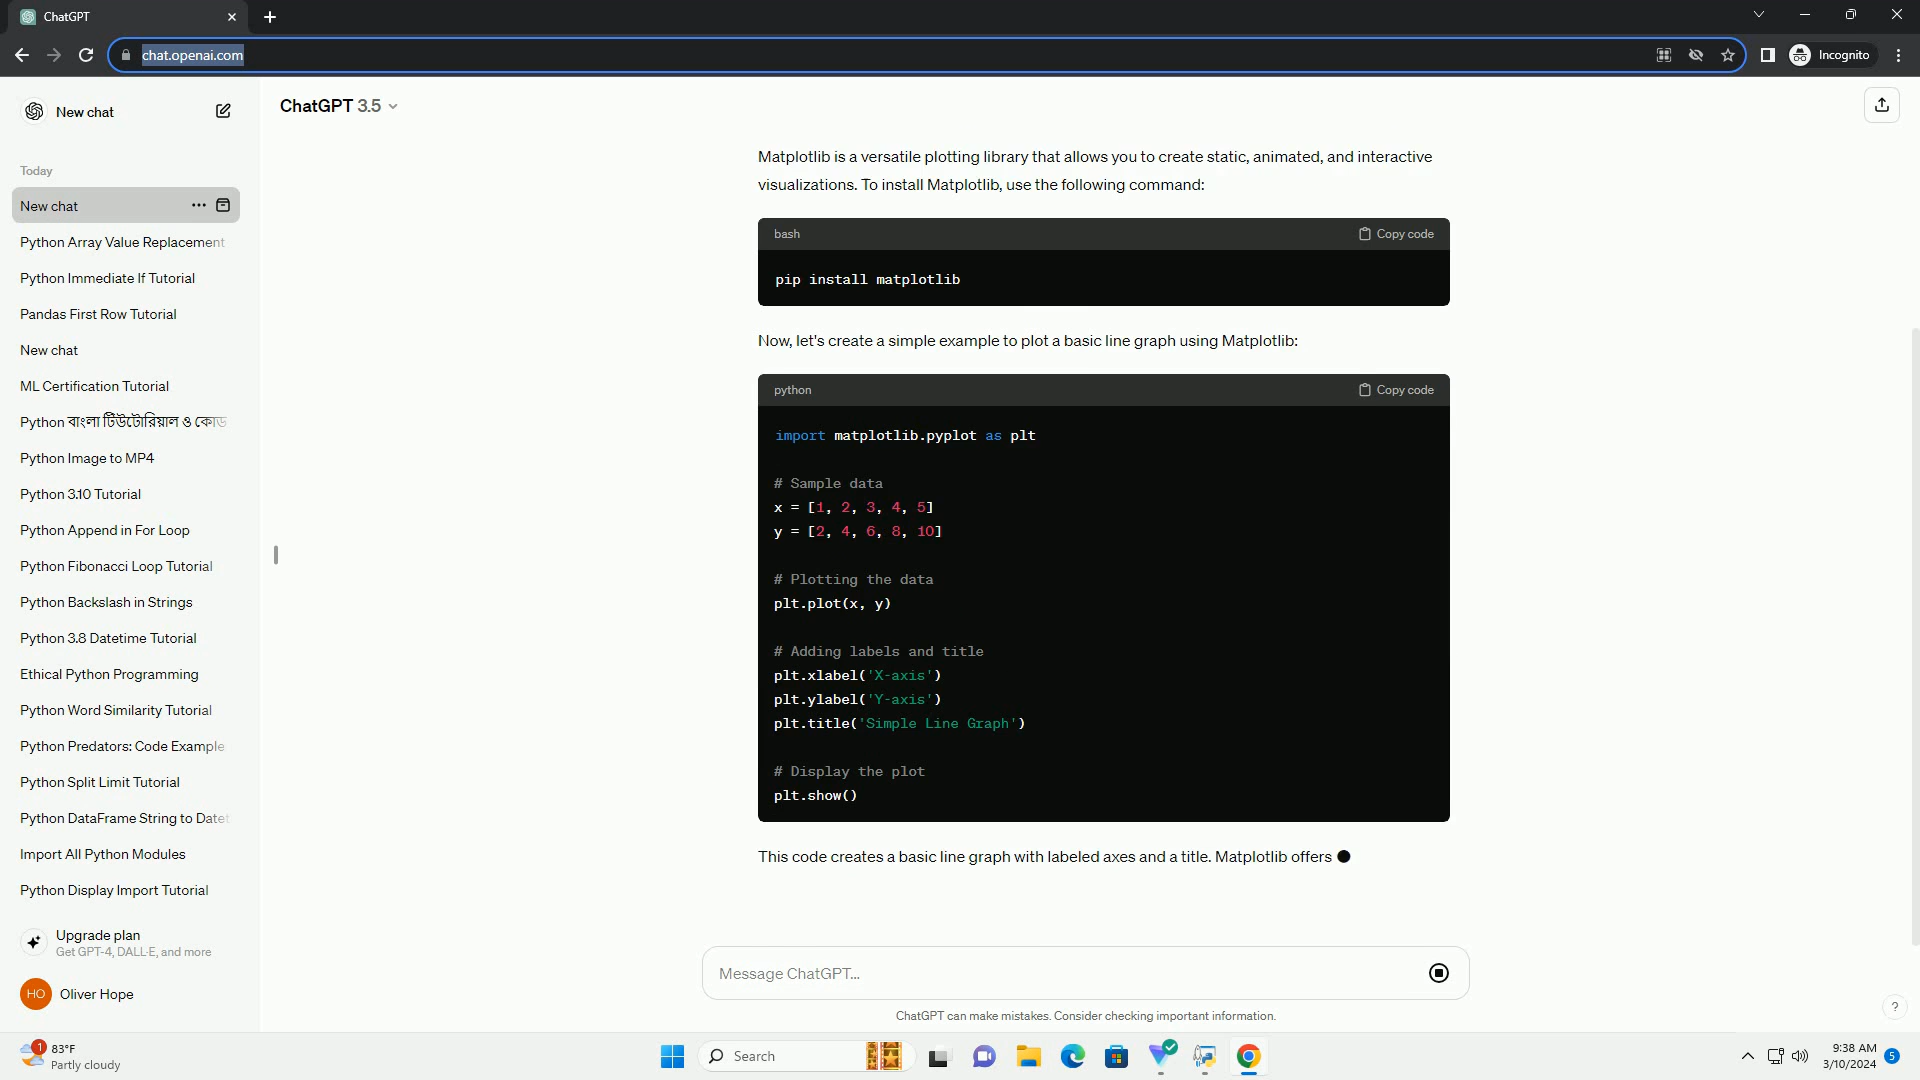 ChatGPT
chat.openai.com
Incognito
New chat
Today
New chat
Python Array Value Replacement
Python Immediate If Tutorial
Pandas First Row Tutorial
New chat
ML Certification Tutorial
Python বাংলা টিউটোরিয়াল ও কোড
Python Image to MP4
Python 3.10 Tutorial
Python Append in For Loop
Python Fibonacci Loop Tutorial
Python Backslash in Strings
Python 3.8 Datetime Tutorial
Ethical Python Programming
Python Word Similarity Tutorial
Python Predators: Code Example
Python Split Limit Tutorial
Python DataFrame String to Datet
Import All Python Modules
Python Display Import Tutorial
Upgrade plan
Get GPT-4, DALL·E, and more
HO Oliver Hope
ChatGPT 3.5
Matplotlib is a versatile plotting library that allows you to create static, animated, and interactive
visualizations. To install Matplotlib, use the following command:
bash Copy code
pip install matplotlib
Now, let's create a simple example to plot a basic line graph using Matplotlib:
python Copy code
import matplotlib.pyplot as plt
# Sample data
x = [1, 2, 3, 4, 5]
y = [2, 4, 6, 8, 10]
# Plotting the data
plt.plot(x, y)
# Adding labels and title
plt.xlabel('X-axis')
plt.ylabel('Y-axis')
plt.title('Simple Line Graph')
# Display the plot
plt.show()
This code creates a basic line graph with labeled axes and a title. Matplotlib offers
Message ChatGPT...
ChatGPT can make mistakes. Consider checking important information.
?
1 83°F
Partly cloudy
Search
9:38 AM
3/10/2024
5